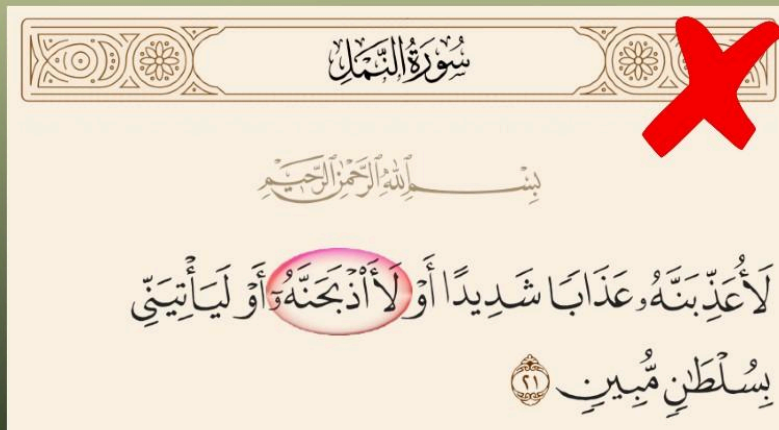 سُورَةُ النَّمۡلِ
بِسۡمِ ٱللَّهِ ٱلرَّحۡمَٰنِ ٱلرَّحِيمِ
لَأُعَذِّبَنَّهُۥ عَذَابٗا شَدِيدًا أَوۡ لَأَاْذۡبَحَنَّهُۥٓ أَوۡ لَيَأۡتِيَنِّي
بِسُلۡطَٰنٖ مُّبِينٖ ٢١